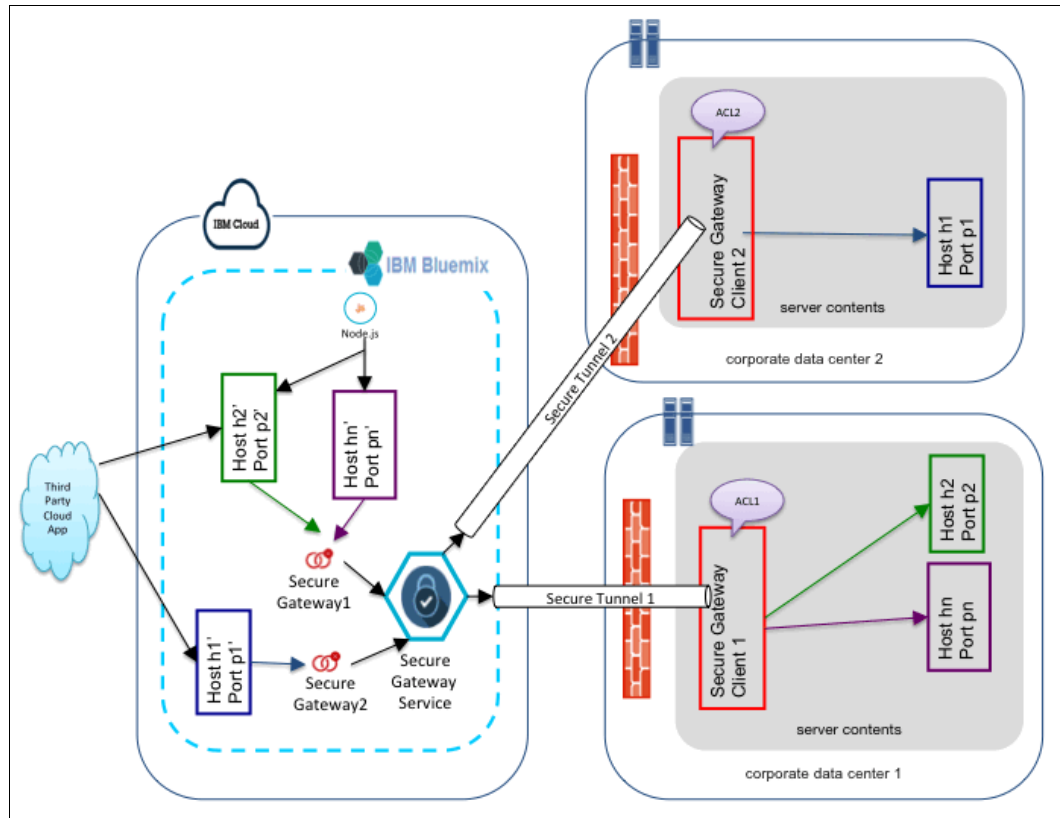 IBM Cloud
IBM Bluemix
Node.js
Host h2'
Port p2'
Host hn'
Port pn'
Third
Party
Cloud
App
Secure
Gateway1
Host h1'
Port p1'
Secure
Gateway2
Secure
Gateway
Service
Secure Tunnel 2
Secure Tunnel 1
ACL2
Secure Gateway
Client 2
Host h1
Port p1
server contents
corporate data center 2
ACL1
Secure Gateway
Client 1
Host h2
Port p2
Host hn
Port pn
server contents
corporate data center 1